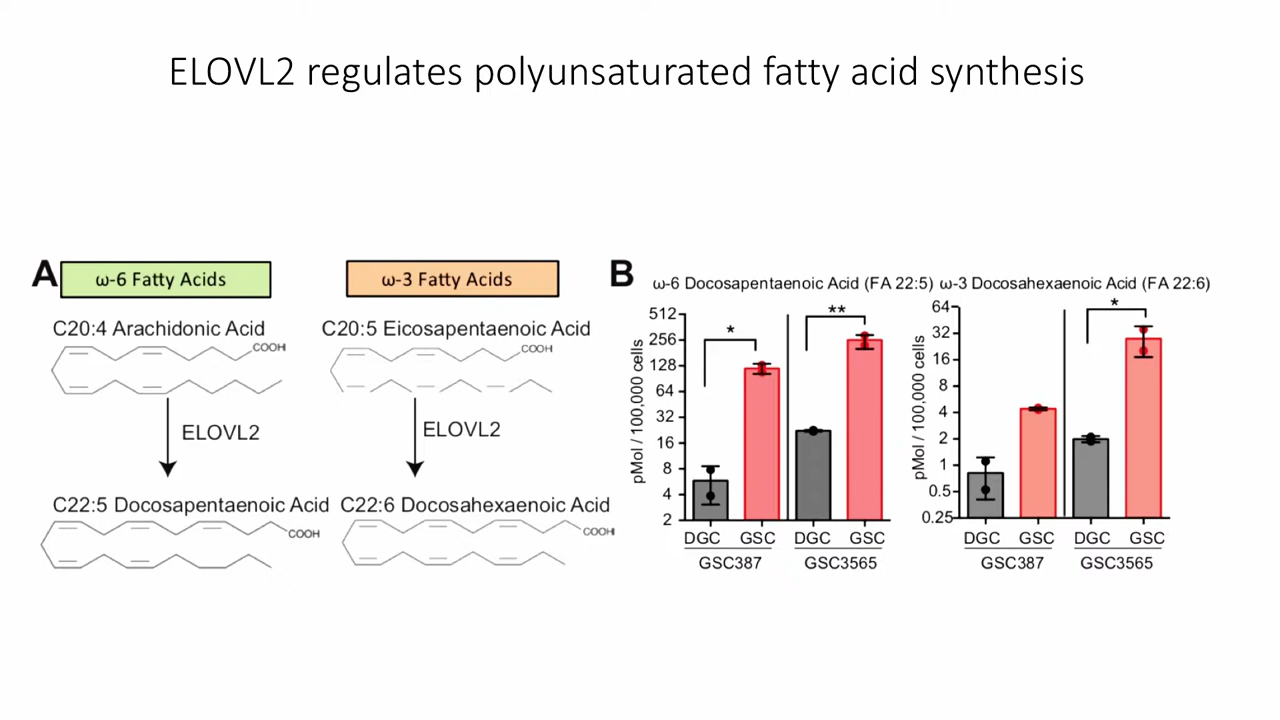 ELOVL2 regulates polyunsaturated fatty acid synthesis
A
ω-6 Fatty Acids
ω-3 Fatty Acids
C20:4 Arachidonic Acid
C20:5 Eicosapentaenoic Acid
COOH
COOH
ELOVL2
ELOVL2
C22:5 Docosapentaenoic Acid
C22:6 Docosahexaenoic Acid
COOH
COOH
B
ω-6 Docosapentaenoic Acid (FA 22:5)
pMol / 100,000 cells
512
256
128
64
32
16
8
4
2
*
**
DGC GSC DGC GSC
GSC387 GSC3565
ω-3 Docosahexaenoic Acid (FA 22:6)
pMol / 100,000 cells
64
32
16
8
4
2
1
0.5
0.25
*
DGC GSC DGC GSC
GSC387 GSC3565